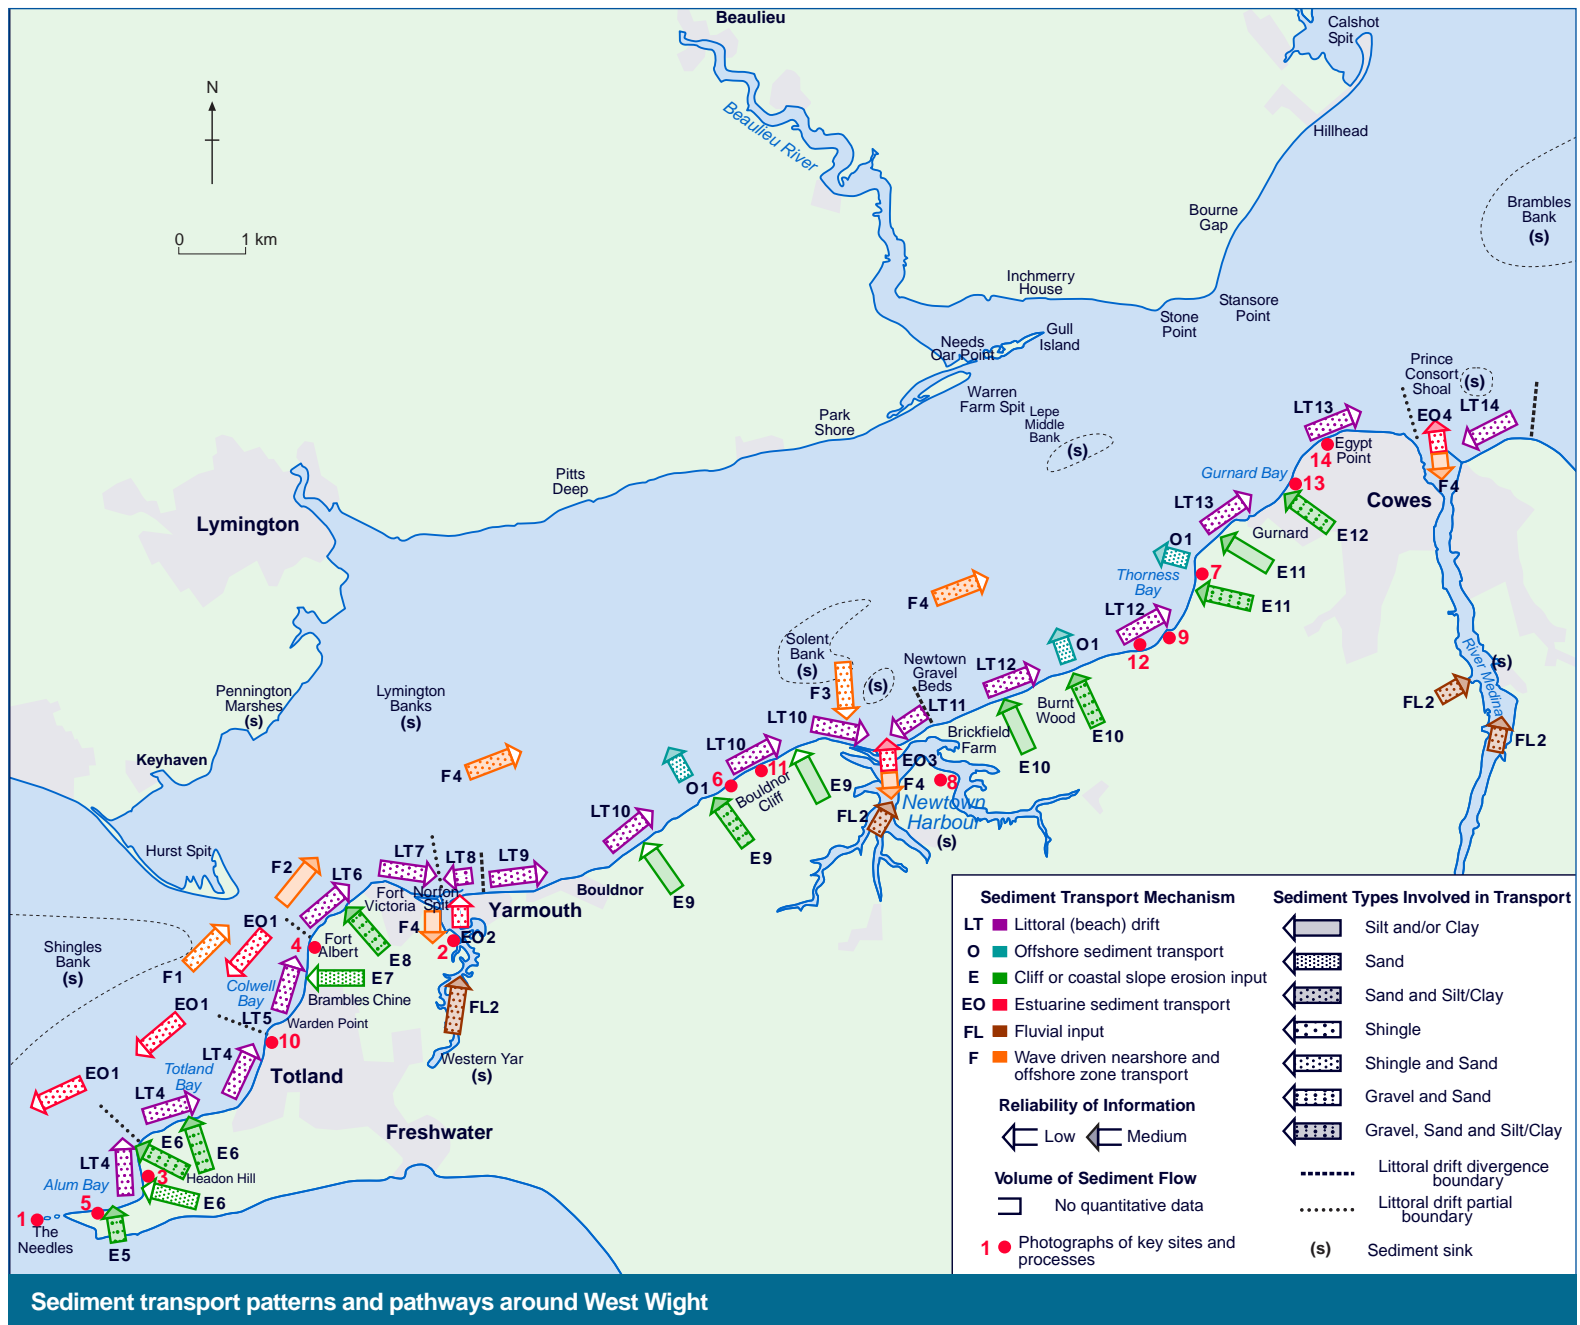 Beaulieu
Calshot
Spit
Beaulieu River
Hillhead
N
0 1 km
Bourne
Gap
Brambles
Bank
(s)
Inchmerry
House
Stansore
Point
Stone
Point
Gull
Island
Needs
Oar Point
Warren
Farm Spit
Lepe
Middle
Bank
(s)
Park
Shore
Pitts
Deep
Lymington
Prince
Consort
Shoal
(s)
LT14
LT13
EO4
F4
Egypt
Point
14
Gurnard Bay
13
Cowes
LT13
Gurnard
E12
O1
E11
Thorness
Bay
7
E11
LT12
9
12
F4
Solent
Bank
(s)
F3
(s)
Newtown
Gravel
Beds
LT12
O1
LT11
Burnt
Wood
E10
Brickfield
Farm
E10
River Medina
(s)
FL2
FL2
Pennington
Marshes
(s)
Lymington
Banks
(s)
Keyhaven
F4
LT10
LT10
O1
6
11
Bouldnor
Cliff
E9
E9
EO3
F4
8
FL2
Newtown
Harbour
(s)
LT10
E9
Hurst Spit
F2
LT6
LT7
LT8
LT9
Bouldnor
Fort
Victoria
Norton
Spit
Yarmouth
F4
EO2
2
EO1
4
Fort
Albert
E8
Shingles
Bank
(s)
F1
E7
Colwell
Bay
Brambles Chine
FL2
EO1
LT5
Warden Point
10
Western Yar
(s)
LT4
Totland
Bay
Totland
EO1
LT4
Freshwater
E6
E6
LT4
Headon Hill
3
Alum Bay
E6
5
1
The
Needles
E5
Sediment Transport Mechanism
LT Littoral (beach) drift
O Offshore sediment transport
E Cliff or coastal slope erosion input
EO Estuarine sediment transport
FL Fluvial input
F Wave driven nearshore and
offshore zone transport
Reliability of Information
Low Medium
Volume of Sediment Flow
No quantitative data
1 Photographs of key sites and
processes
Sediment Types Involved in Transport
Silt and/or Clay
Sand
Sand and Silt/Clay
Shingle
Shingle and Sand
Gravel and Sand
Gravel, Sand and Silt/Clay
Littoral drift divergence
boundary
Littoral drift partial
boundary
(s) Sediment sink
Sediment transport patterns and pathways around West Wight